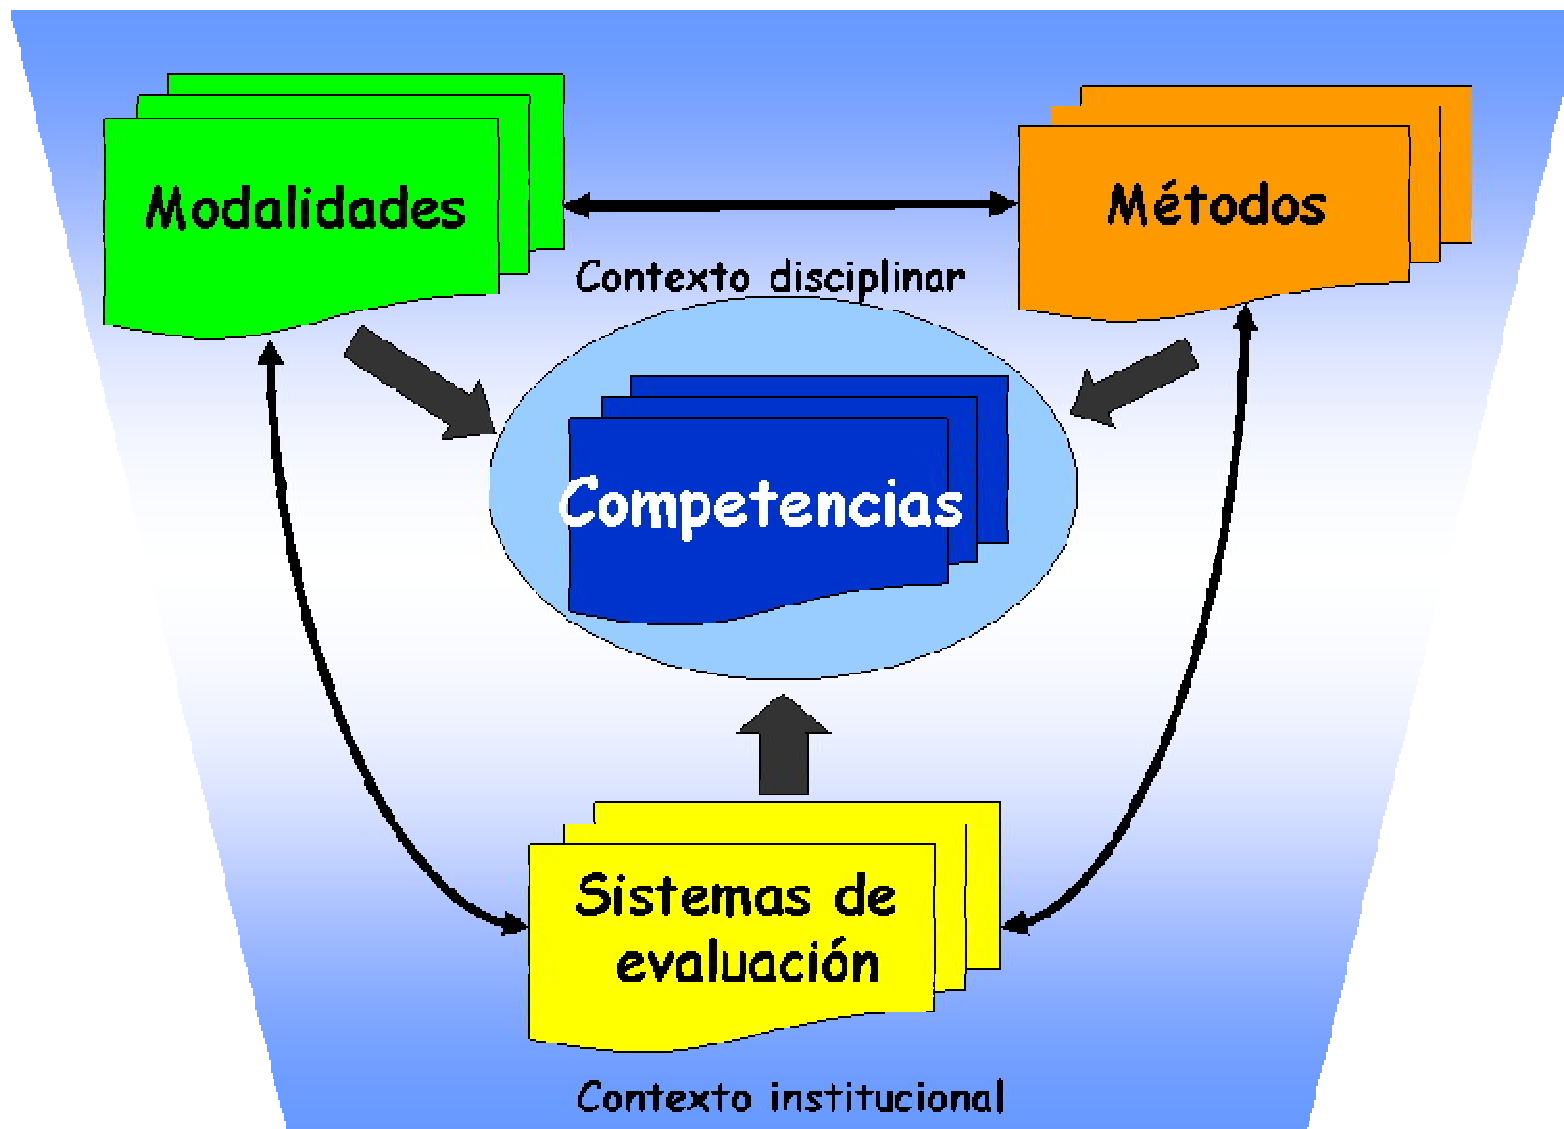 Modalidades
Métodos
Contexto disciplinar
Competencias
Sistemas de
evaluación
Contexto institucional